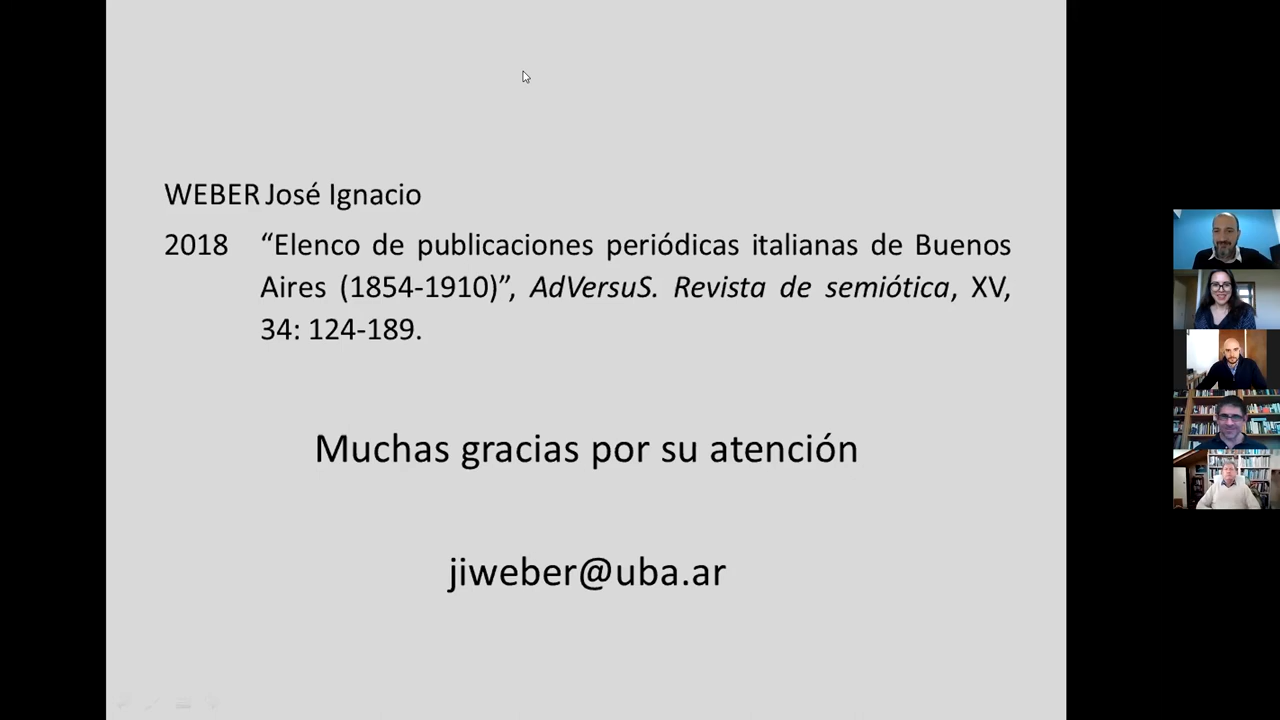 WEBER José Ignacio
2018 “Elenco de publicaciones periódicas italianas de Buenos
Aires (1854-1910)”, AdVersuS. Revista de semiótica, XV,
34: 124-189.
Muchas gracias por su atención
jiweber@uba.ar